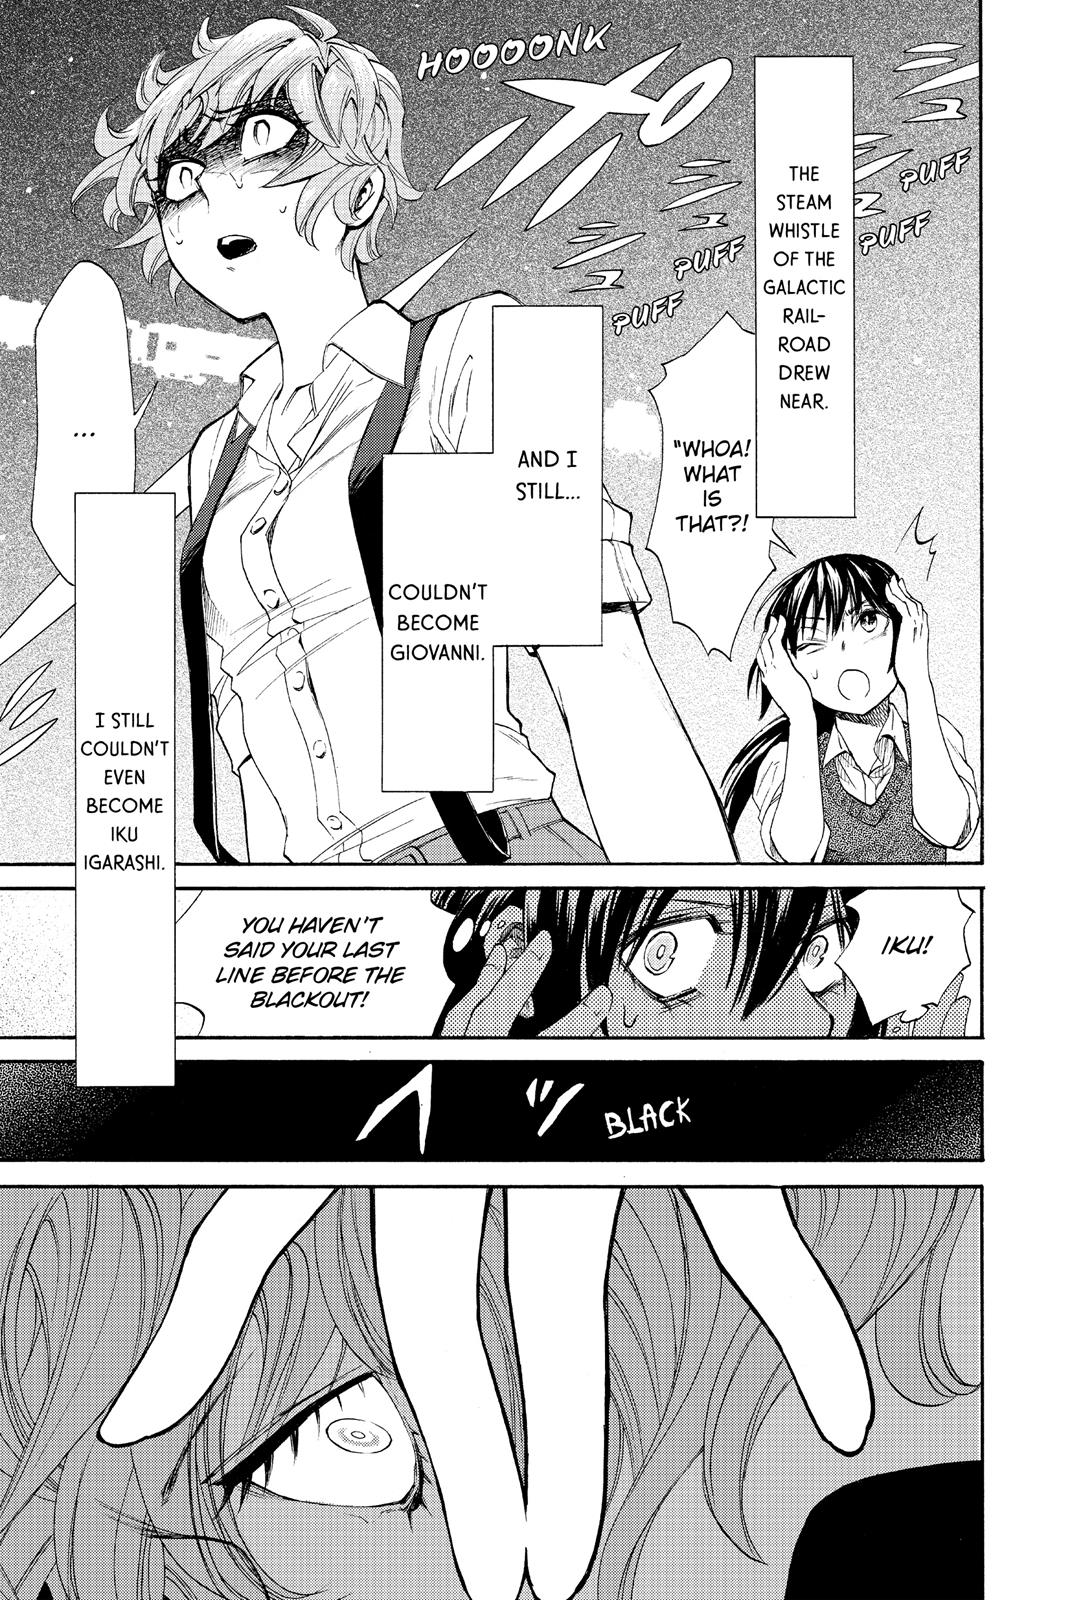 THE
STEAM
WHISTLE
OF THE
GALACTIC
RAIL-
ROAD
DREW
NEAR.
HOOOONK
PUFF
PUFF
PUFF
PUFF
PUFF
"WHOA!
WHAT
IS
THAT?!
AND I
STILL...
COULDN'T
BECOME
GIOVANNI.
...
I STILL
COULDN'T
EVEN
BECOME
IKU
IGARASHI.
IKU!
YOU HAVEN'T
SAID YOUR LAST
LINE BEFORE THE
BLACKOUT!
BLACK